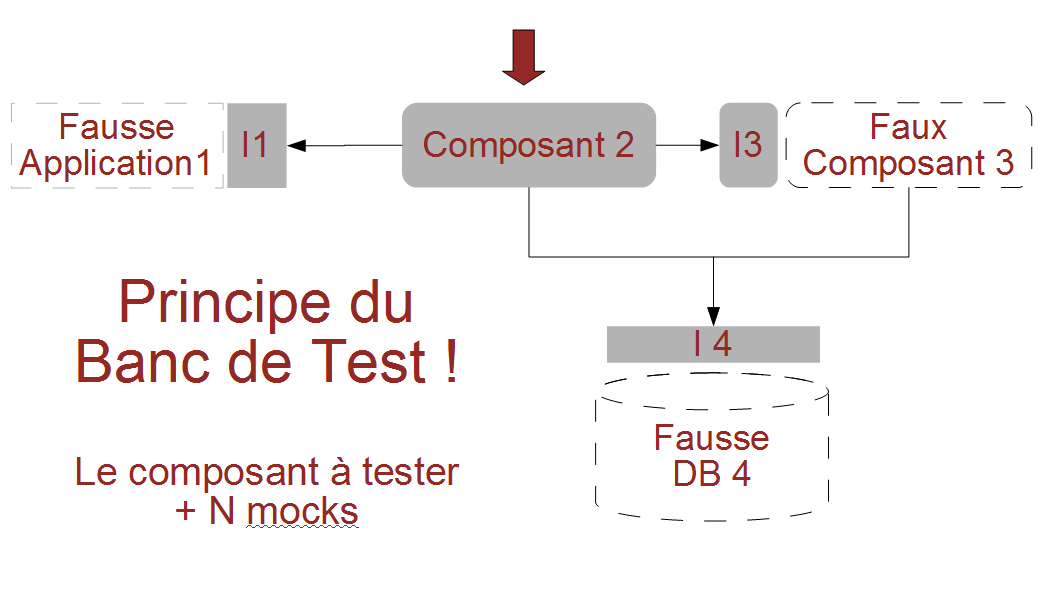 Fausse
Application1
I1
Composant 2
I3
Faux
Composant 3
Principe du
Banc de Test !
I 4
Fausse
DB 4
Le composant à tester
+ N mocks